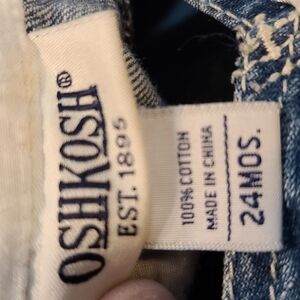 OSHKOSH®
EST. 1895
100% COTTON
MADE IN CHINA
24MOS.